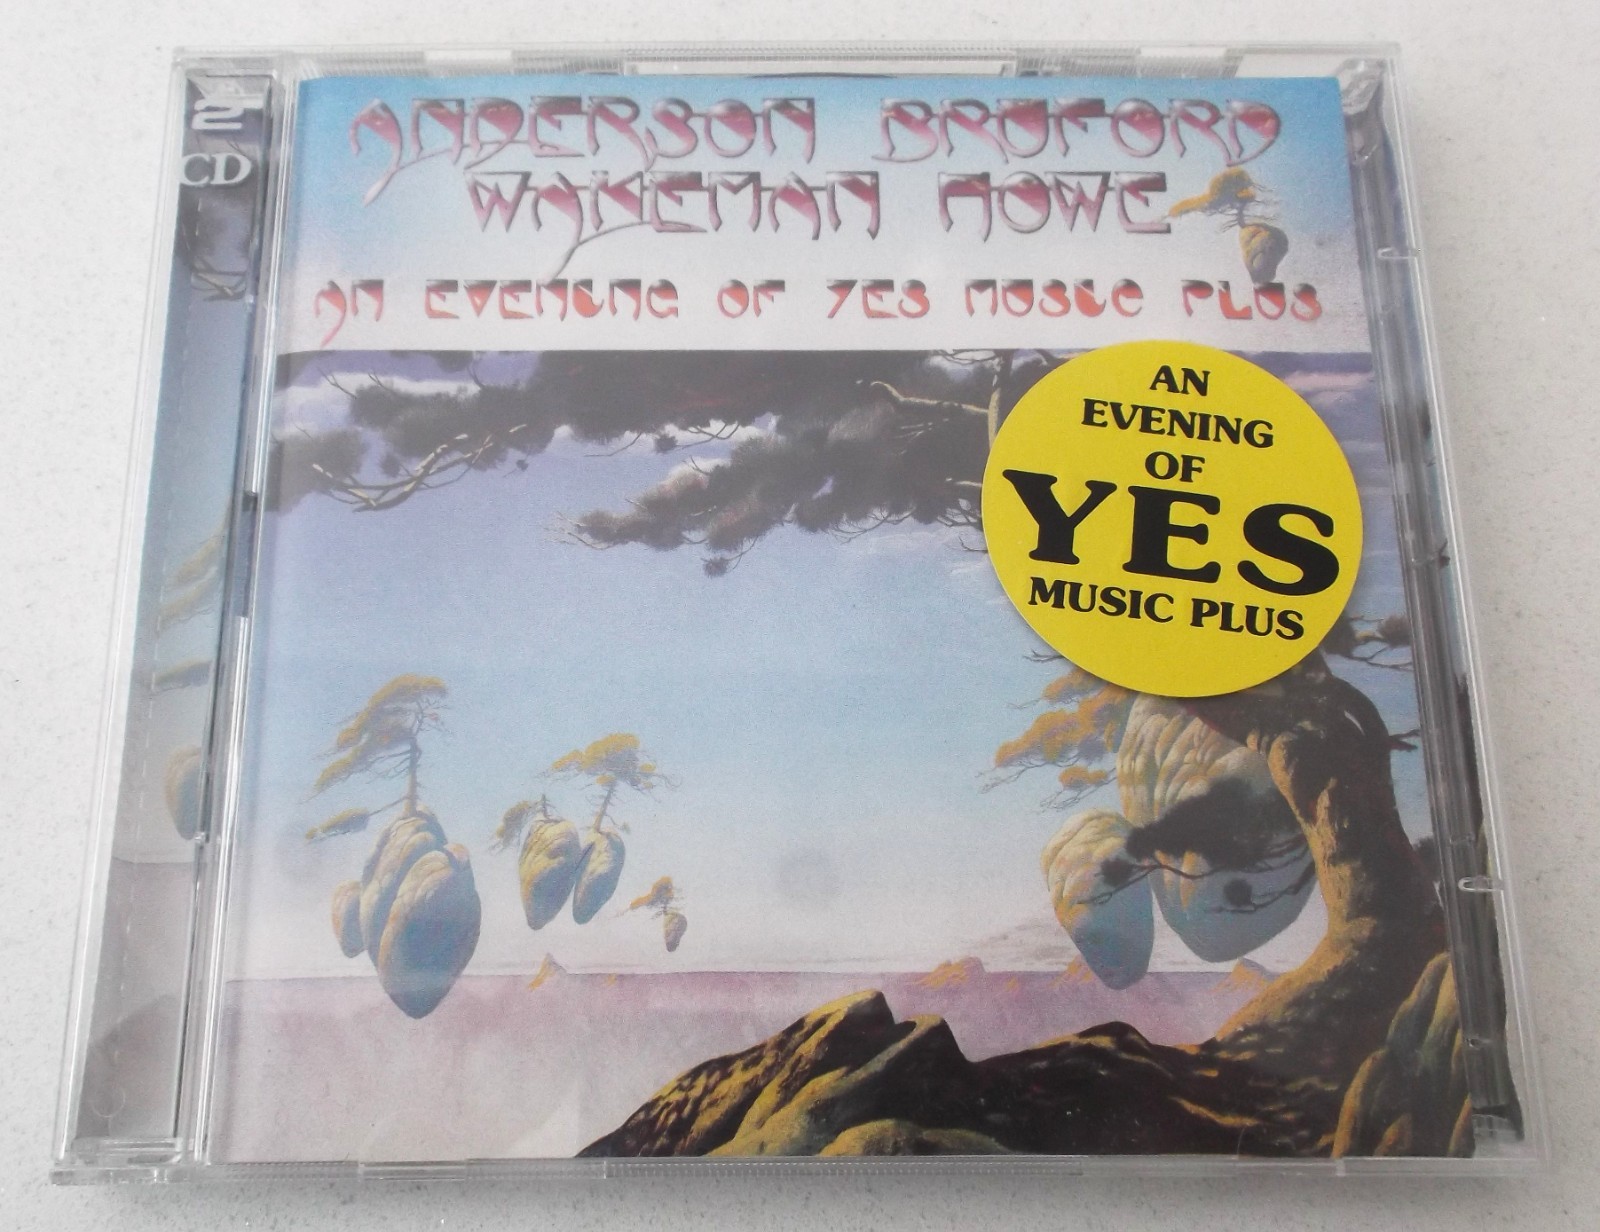 2
CD
ANDERSON BRUFORD
WAKEMAN HOWE
AN EVENING OF YES MUSIC PLUS
AN
EVENING
OF
YES
MUSIC PLUS